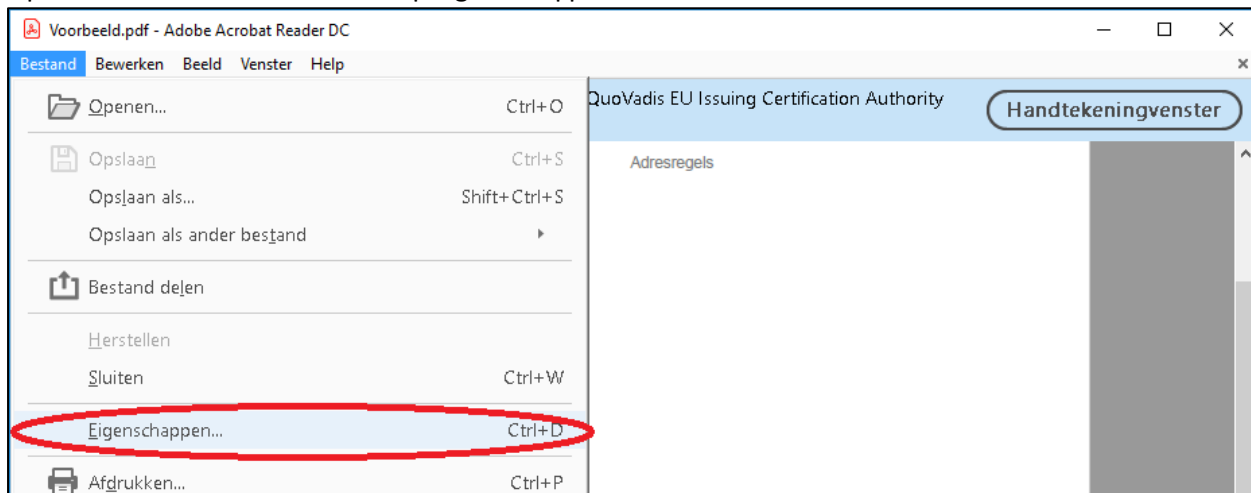 Voorbeeld.pdf - Adobe Acrobat Reader DC
Bestand Bewerken Beeld Venster Help
Openen... Ctrl+O
QuoVadis EU Issuing Certification Authority
Handtekeningvenster
Opslaan Ctrl+S
Adresregels
Opslaan als... Shift+Ctrl+S
Opslaan als ander bestand
Bestand delen
Herstellen
Sluiten Ctrl+W
Eigenschappen... Ctrl+D
Afdrukken... Ctrl+P